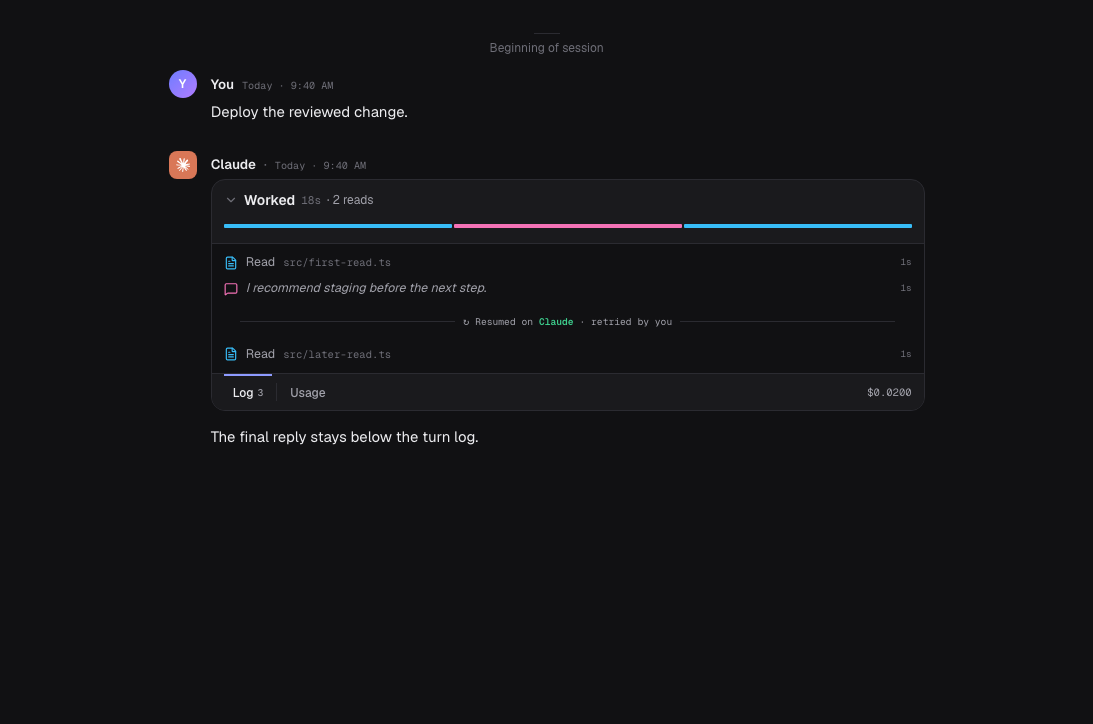 Beginning of session
Y You Today · 9:40 AM
Deploy the reviewed change.
Claude · Today · 9:40 AM
Worked 18s · 2 reads
Read src/first-read.ts 1s
I recommend staging before the next step. 1s
↻ Resumed on Claude · retried by you
Read src/later-read.ts 1s
Log 3 Usage $0.0200
The final reply stays below the turn log.